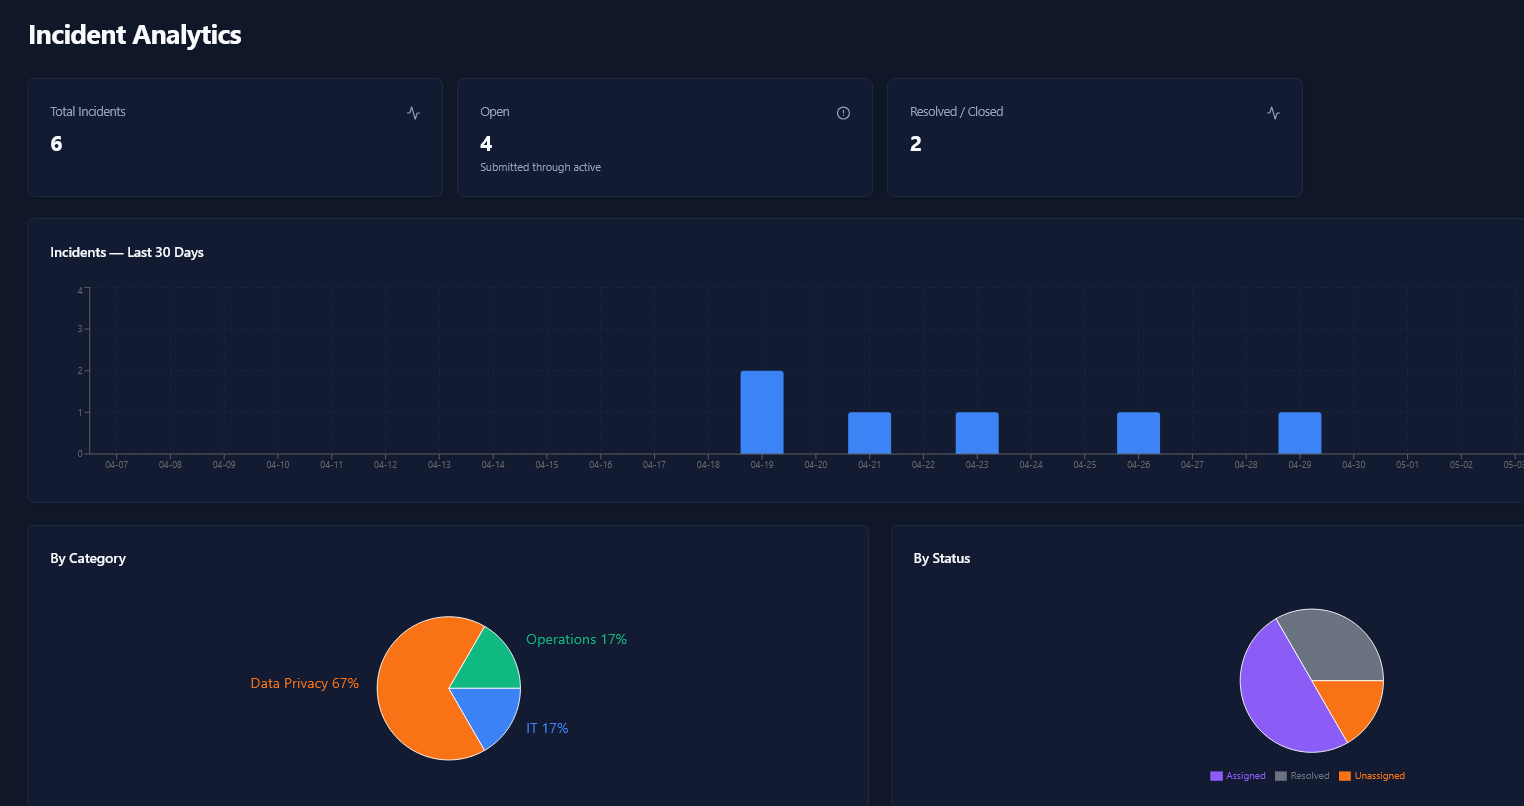 Incident Analytics
Total Incidents
6
Open
4
Submitted through active
Resolved / Closed
2
Incidents — Last 30 Days
4
3
2
1
0
04-07 04-08 04-09 04-10 04-11 04-12 04-13 04-14 04-15 04-16 04-17 04-18 04-19 04-20 04-21 04-22 04-23 04-24 04-25 04-26 04-27 04-28 04-29 04-30 05-01 05-02
By Category
Operations 17%
Data Privacy 67%
IT 17%
By Status
Assigned Resolved Unassigned